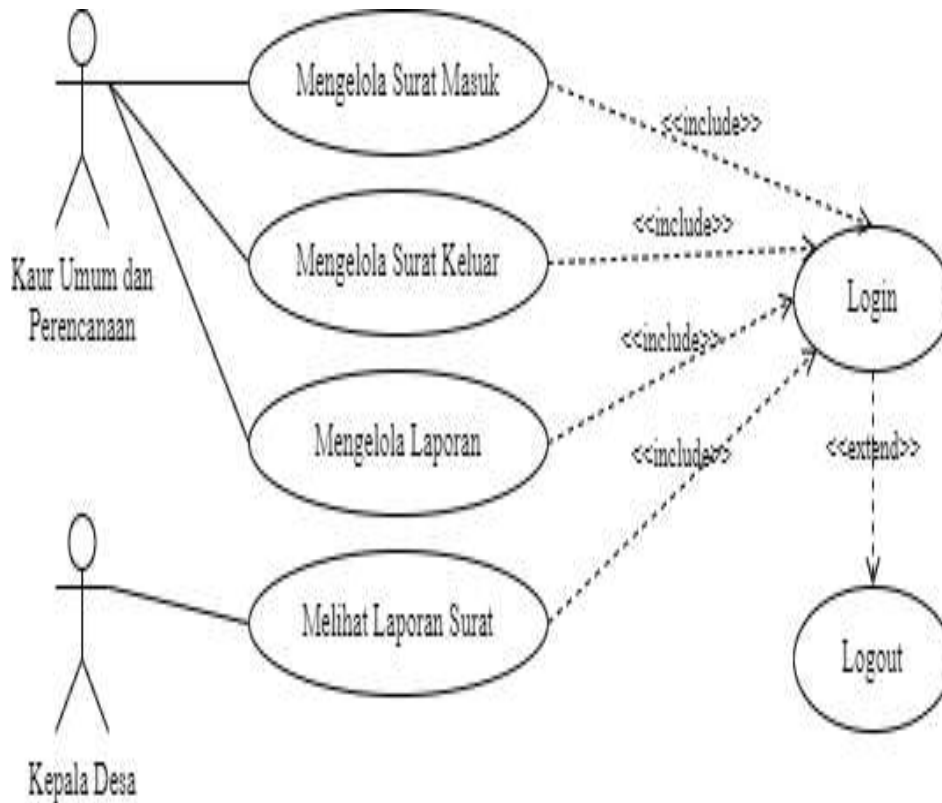 Mengelola Surat Masuk
<<include>>
Mengelola Surat Keluar
<<include>>
Kaur Umum dan
Perencanaan
Login
<<include>>
Mengelola Laporan
<<include>>
<<extend>>
Melihat Laporan Surat
Logout
Kepala Desa